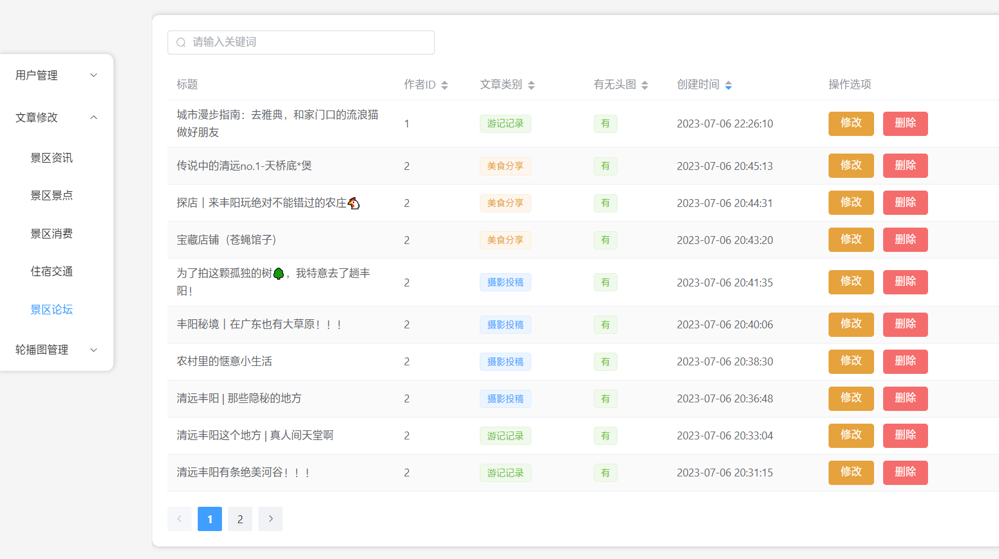 用户管理
文章修改
景区资讯
景区景点
景区消费
住宿交通
景区论坛
轮播图管理
请输入关键词
标题 作者ID 文章类别 有无头图 创建时间 操作选项
城市漫步指南：去雅典，和家门口的流浪猫
做好朋友 1 游记记录 有 2023-07-06 22:26:10 修改 删除
传说中的清远no.1-天桥底*煲 2 美食分享 有 2023-07-06 20:45:13 修改 删除
探店｜来丰阳玩绝对不能错过的农庄🐔 2 美食分享 有 2023-07-06 20:44:31 修改 删除
宝藏店铺（苍蝇馆子） 2 美食分享 有 2023-07-06 20:43:20 修改 删除
为了拍这颗孤独的树🌳，我特意去了趟丰
阳！ 2 摄影投稿 有 2023-07-06 20:41:35 修改 删除
丰阳秘境｜在广东也有大草原！！！ 2 摄影投稿 有 2023-07-06 20:40:06 修改 删除
农村里的惬意小生活 2 摄影投稿 有 2023-07-06 20:38:30 修改 删除
清远丰阳 | 那些隐秘的地方 2 摄影投稿 有 2023-07-06 20:36:48 修改 删除
清远丰阳这个地方 | 真人间天堂啊 2 游记记录 有 2023-07-06 20:33:04 修改 删除
清远丰阳有条绝美河谷！！！ 2 游记记录 有 2023-07-06 20:31:15 修改 删除
1 2